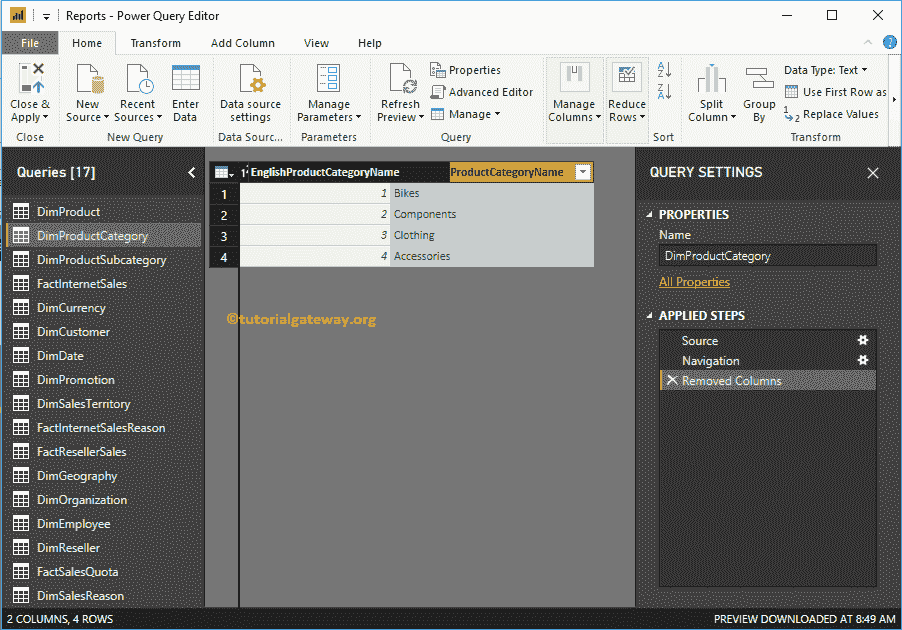 Reports - Power Query Editor
File Home Transform Add Column View Help
Close & Apply
New Source
Recent Sources
Enter Data
Data source settings
Manage Parameters
Refresh Preview
Properties
Advanced Editor
Manage
Manage Columns
Reduce Rows
Split Column
Group By
Data Type: Text
Use First Row as
Replace Values
Close New Query Data Sourc... Parameters Query Sort Transform
Queries [17]
DimProduct
DimProductCategory
DimProductSubcategory
FactInternetSales
DimCurrency
DimCustomer
DimDate
DimPromotion
DimSalesTerritory
FactInternetSalesReason
FactResellerSales
DimGeography
DimOrganization
DimEmployee
DimReseller
FactSalesQuota
DimSalesReason
EnglishProductCategoryName ProductCategoryName
1 1 Bikes
2 2 Components
3 3 Clothing
4 4 Accessories
©tutorialgateway.org
QUERY SETTINGS
PROPERTIES
Name
DimProductCategory
All Properties
APPLIED STEPS
Source
Navigation
Removed Columns
2 COLUMNS, 4 ROWS
PREVIEW DOWNLOADED AT 8:49 AM